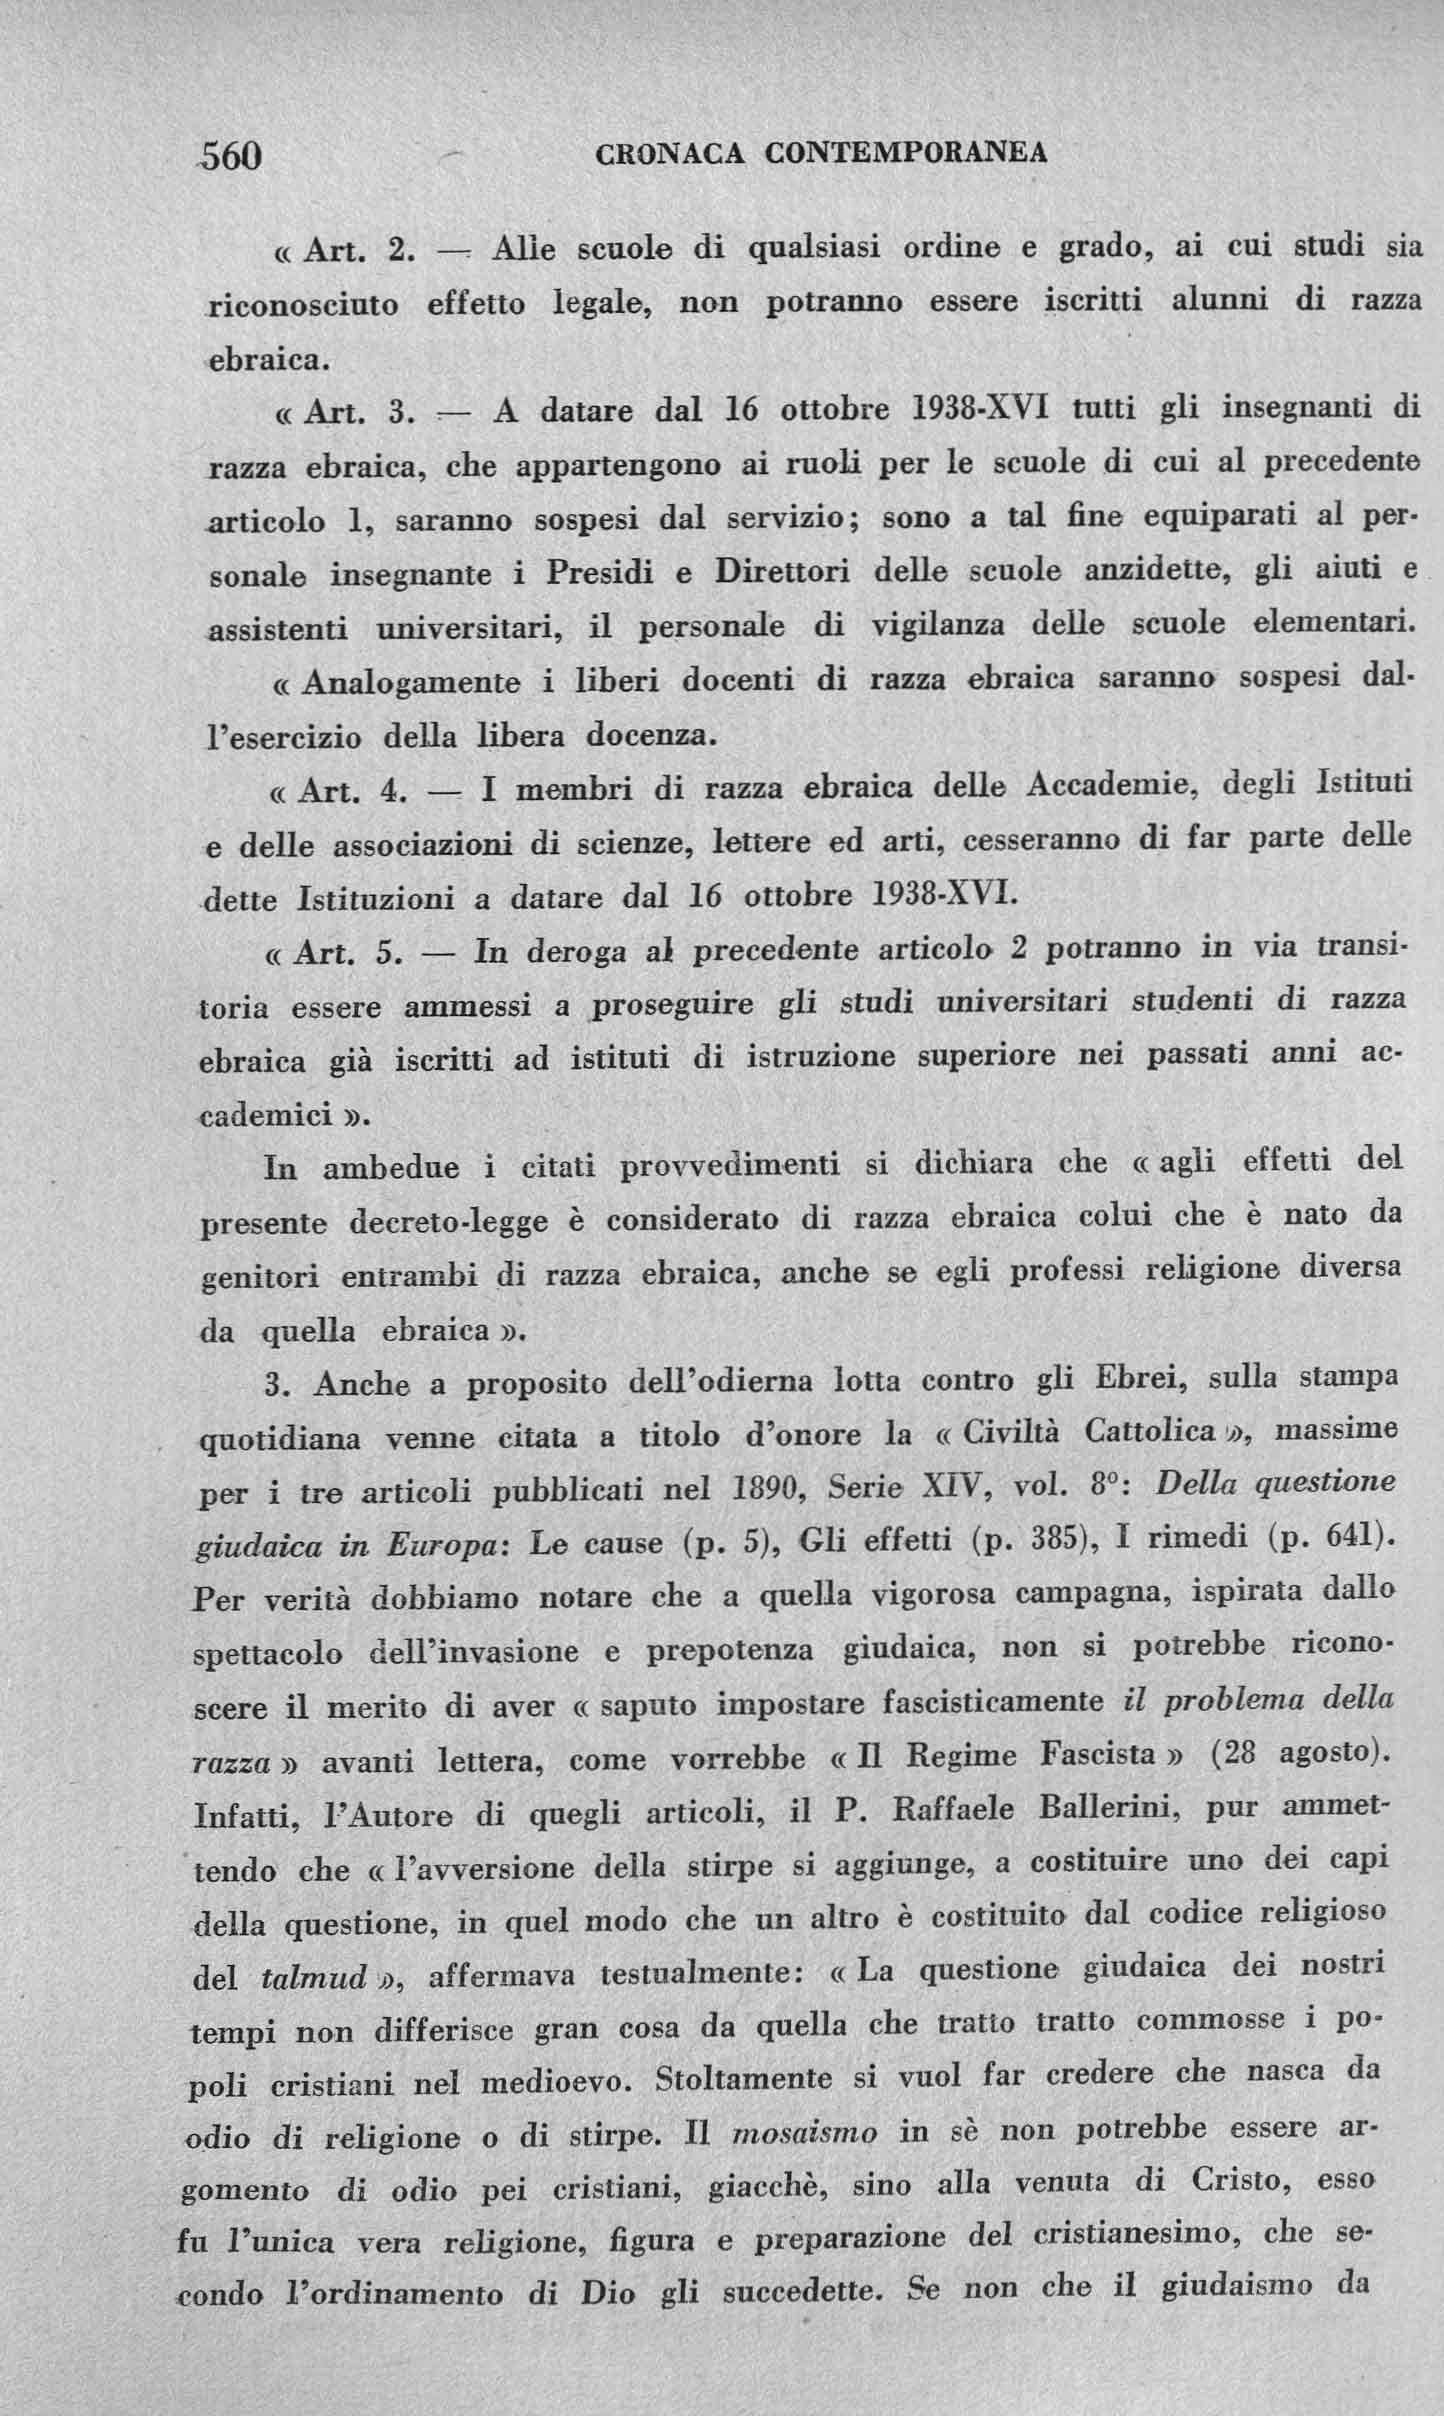 560 CRONACA CONTEMPORANEA
« Art. 2. — Alle scuole di qualsiasi ordine e grado, ai cui studi sia
riconosciuto effetto legale, non potranno essere iscritti alunni di razza
ebraica.
« Art. 3. — A datare dal 16 ottobre 1938-XVI tutti gli insegnanti di
razza ebraica, che appartengono ai ruoli per le scuole di cui al precedente
articolo 1, saranno sospesi dal servizio; sono a tal fine equiparati al per-
sonale insegnante i Presidi e Direttori delle scuole anzidette, gli aiuti e
assistenti universitari, il personale di vigilanza delle scuole elementari.
« Analogamente i liberi docenti di razza ebraica saranno sospesi dal-
l'esercizio della libera docenza.
« Art. 4. — I membri di razza ebraica delle Accademie, degli Istituti
e delle associazioni di scienze, lettere ed arti, cesseranno di far parte delle
dette Istituzioni a datare dal 16 ottobre 1938-XVI.
« Art. 5. — In deroga al precedente articolo 2 potranno in via transi-
toria essere ammessi a proseguire gli studi universitari studenti di razza
ebraica già iscritti ad istituti di istruzione superiore nei passati anni ac-
cademici ».
In ambedue i citati provvedimenti si dichiara che « agli effetti del
presente decreto-legge è considerato di razza ebraica colui che è nato da
genitori entrambi di razza ebraica, anche se egli professi religione diversa
da quella ebraica ».
3. Anche a proposito dell'odierna lotta contro gli Ebrei, sulla stampa
quotidiana venne citata a titolo d'onore la « Civiltà Cattolica », massime
per i tre articoli pubblicati nel 1890, Serie XIV, vol. 8º: Della questione
giudaica in Europa: Le cause (p. 5), Gli effetti (p. 385), I rimedi (p. 641).
Per verità dobbiamo notare che a quella vigorosa campagna, ispirata dallo
spettacolo dell'invasione e prepotenza giudaica, non si potrebbe ricono-
scere il merito di aver « saputo impostare fascisticamente il problema della
razza » avanti lettera, come vorrebbe « Il Regime Fascista » (28 agosto).
Infatti, l'Autore di quegli articoli, il P. Raffaele Ballerini, pur ammet-
tendo che « l'avversione della stirpe si aggiunge, a costituire uno dei capi
della questione, in quel modo che un altro è costituito dal codice religioso
del talmud », affermava testualmente: « La questione giudaica dei nostri
tempi non differisce gran cosa da quella che tratto tratto commosse i po-
poli cristiani nel medioevo. Stoltamente si vuol far credere che nasca da
odio di religione o di stirpe. Il mosaismo in sè non potrebbe essere ar-
gomento di odio pei cristiani, giacchè, sino alla venuta di Cristo, esso
fu l'unica vera religione, figura e preparazione del cristianesimo, che se-
condo l'ordinamento di Dio gli succedette. Se non che il giudaismo da